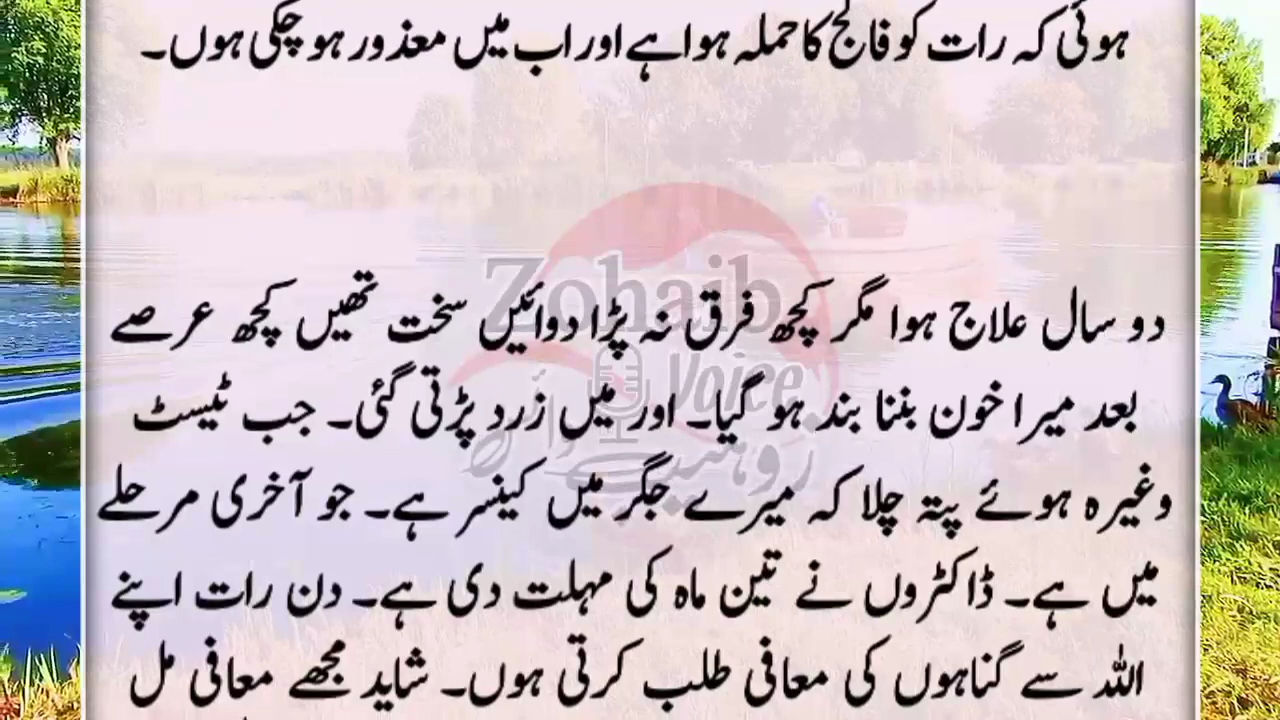 ہوئی کہ رات کو فالج کا حملہ ہوا ہے اور اب میں معذور ہو چکی ہوں۔
دو سال علاج ہوا مگر کچھ فرق نہ پڑا دوائیں سخت تھیں کچھ عرصے
بعد میرا خون بننا بند ہو گیا۔ اور میں زرد پڑتی گئی۔ جب ٹیسٹ
وغیرہ ہوئے پتہ چلا کہ میرے جگر میں کینسر ہے۔ جو آخری مرحلے
میں ہے۔ ڈاکٹروں نے تین ماہ کی مہلت دی ہے۔ دن رات اپنے
اللہ سے گناہوں کی معافی طلب کرتی ہوں۔ شاید مجھے معافی مل
Zohaib
Voice